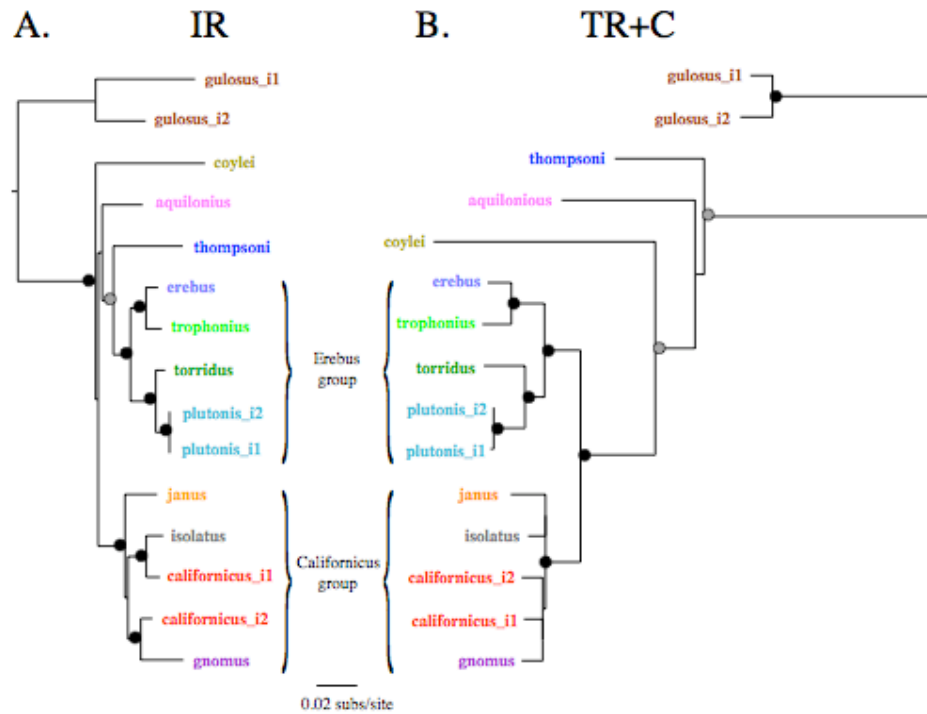 A. IR B. TR+C
gulosus_i1
gulosus_i2
coylei
aquilonius
thompsoni
erebus
trophonius
torridus
plutonis_i2
plutonis_i1
janus
isolatus
californicus_i1
californicus_i2
gnomus
Erebus
group
Californicus
group
0.02 subs/site
gulosus_i1
gulosus_i2
thompsoni
aquilonious
coylei
erebus
trophonius
torridus
plutonis_i2
plutonis_i1
janus
isolatus
californicus_i2
californicus_i1
gnomus